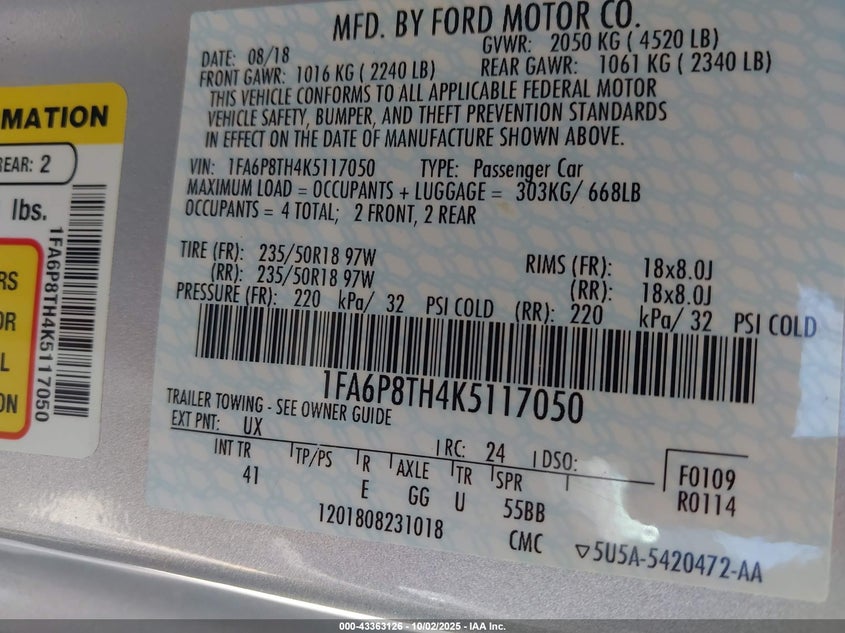 MFD. BY FORD MOTOR CO.
DATE: 08/18 GVWR: 2050 KG ( 4520 LB)
FRONT GAWR: 1016 KG ( 2240 LB) REAR GAWR: 1061 KG ( 2340 LB)
THIS VEHICLE CONFORMS TO ALL APPLICABLE FEDERAL MOTOR
VEHICLE SAFETY, BUMPER, AND THEFT PREVENTION STANDARDS
IN EFFECT ON THE DATE OF MANUFACTURE SHOWN ABOVE.
VIN: 1FA6P8TH4K5117050 TYPE: Passenger Car
MAXIMUM LOAD = OCCUPANTS + LUGGAGE = 303KG/ 668LB
OCCUPANTS = 4 TOTAL; 2 FRONT, 2 REAR
TIRE (FR): 235/50R18 97W RIMS (FR): 18x8.0J
(RR): 235/50R18 97W (RR): 18x8.0J
PRESSURE (FR): 220 kPa/ 32 PSI COLD (RR): 220 kPa/ 32 PSI COLD
1FA6P8TH4K5117050
TRAILER TOWING - SEE OWNER GUIDE
EXT PNT: UX RC: 24 DSO:
INT TR TP/PS R AXLE TR SPR F0109
41 E GG U 55BB R0114
1201808231018 CMC 5U5A-5420472-AA
MATION
REAR: 2
lbs.
1FA6P8TH4K5117050
RS
OR
L
ON
000-43363126 - 10/02/2025 - IAA Inc.